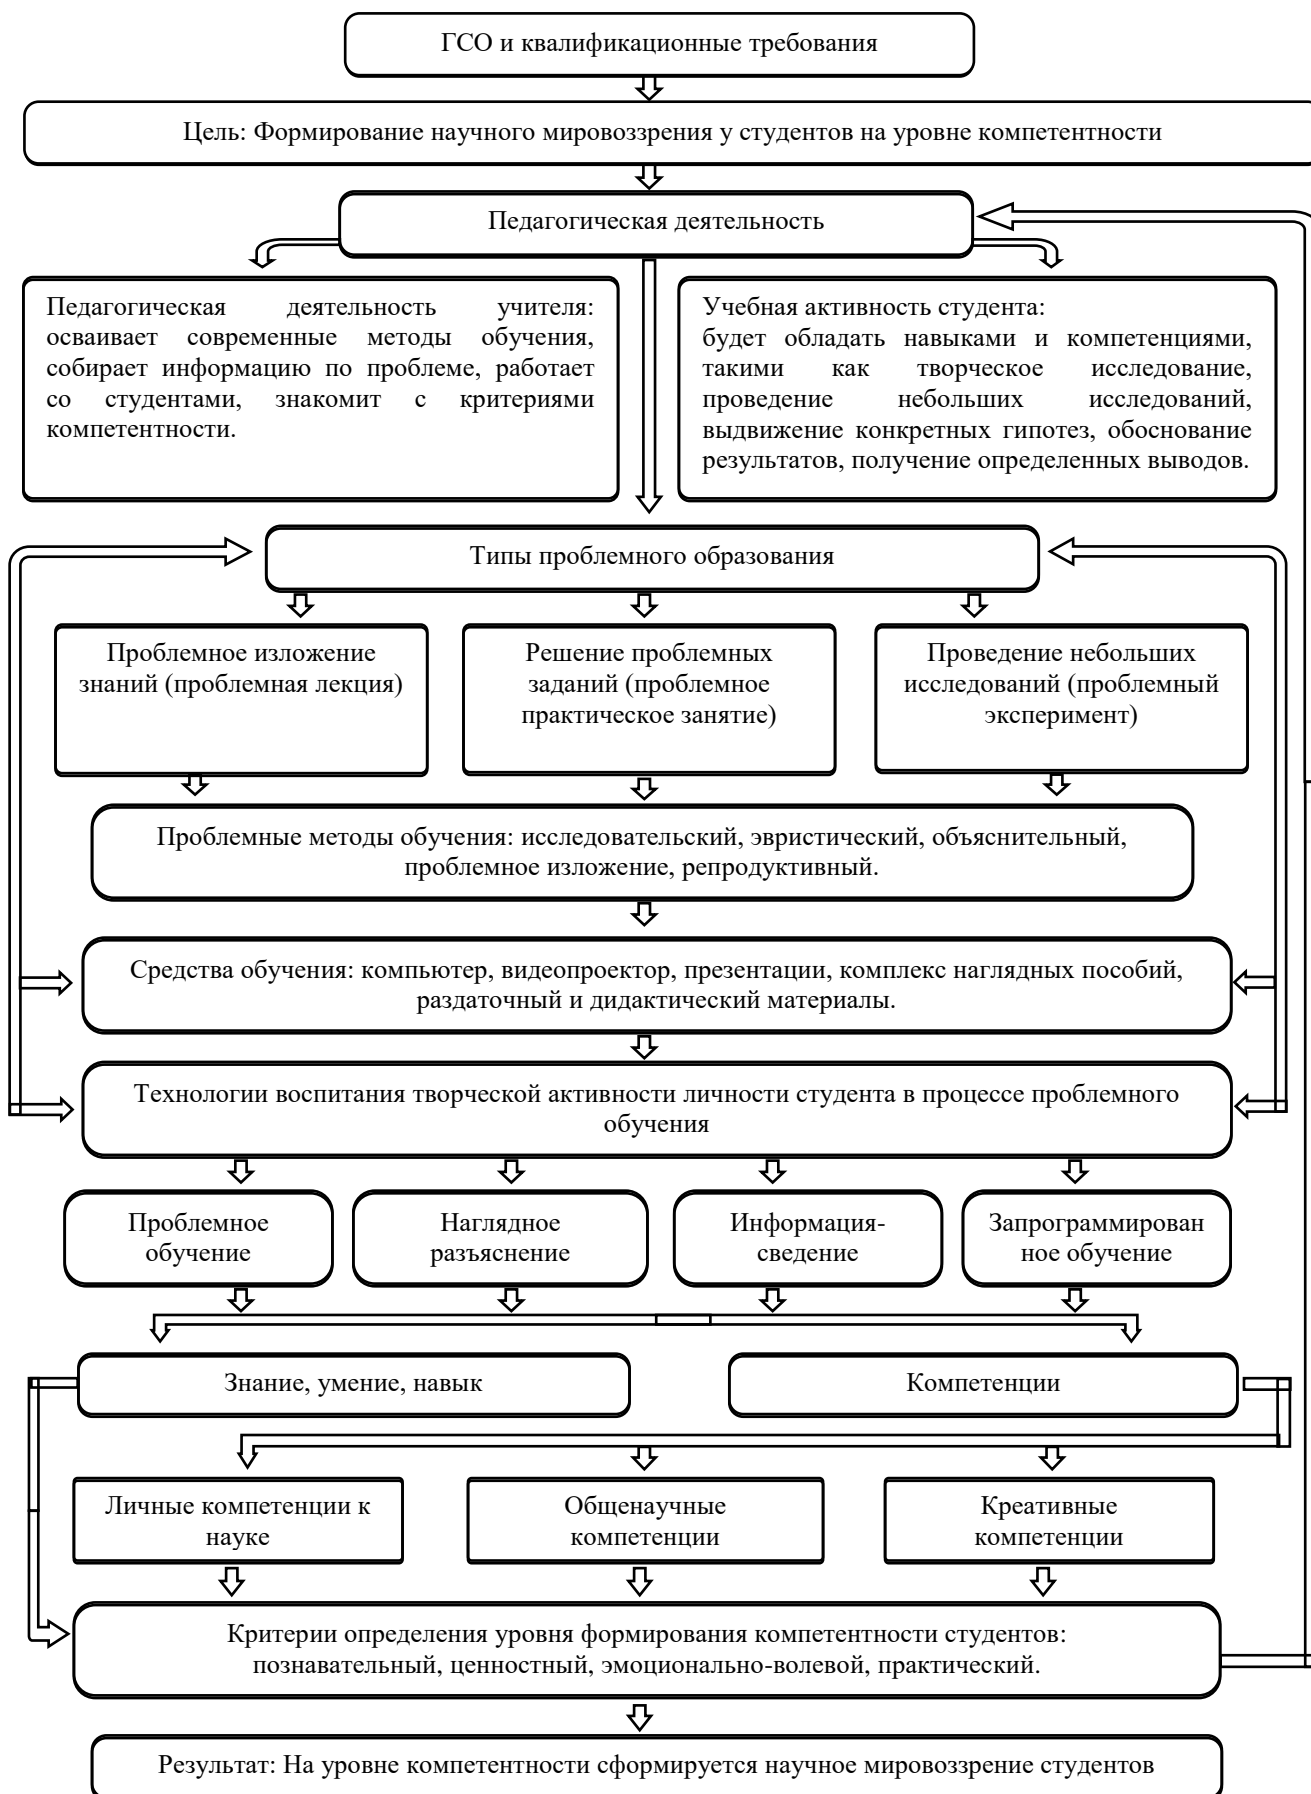 ГСО и квалификационные требования
Цель: Формирование научного мировоззрения у студентов на уровне компетентности
Педагогическая деятельность
Педагогическая деятельность учителя:
осваивает современные методы обучения,
собирает информацию по проблеме, работает
со студентами, знакомит с критериями
компетентности.
Учебная активность студента:
будет обладать навыками и компетенциями,
такими как творческое исследование,
проведение небольших исследований,
выдвижение конкретных гипотез, обоснование
результатов, получение определенных выводов.
Типы проблемного образования
Проблемное изложение
знаний (проблемная лекция)
Решение проблемных
заданий (проблемное
практическое занятие)
Проведение небольших
исследований (проблемный
эксперимент)
Проблемные методы обучения: исследовательский, эвристический, объяснительный,
проблемное изложение, репродуктивный.
Средства обучения: компьютер, видеопроектор, презентации, комплекс наглядных пособий,
раздаточный и дидактический материалы.
Технологии воспитания творческой активности личности студента в процессе проблемного
обучения
Проблемное
обучение
Наглядное
разъяснение
Информация-
сведение
Запрограммирован
ное обучение
Знание, умение, навык
Компетенции
Личные компетенции к
науке
Общенаучные
компетенции
Креативные
компетенции
Критерии определения уровня формирования компетентности студентов:
познавательный, ценностный, эмоционально-волевой, практический.
Результат: На уровне компетентности сформируется научное мировоззрение студентов